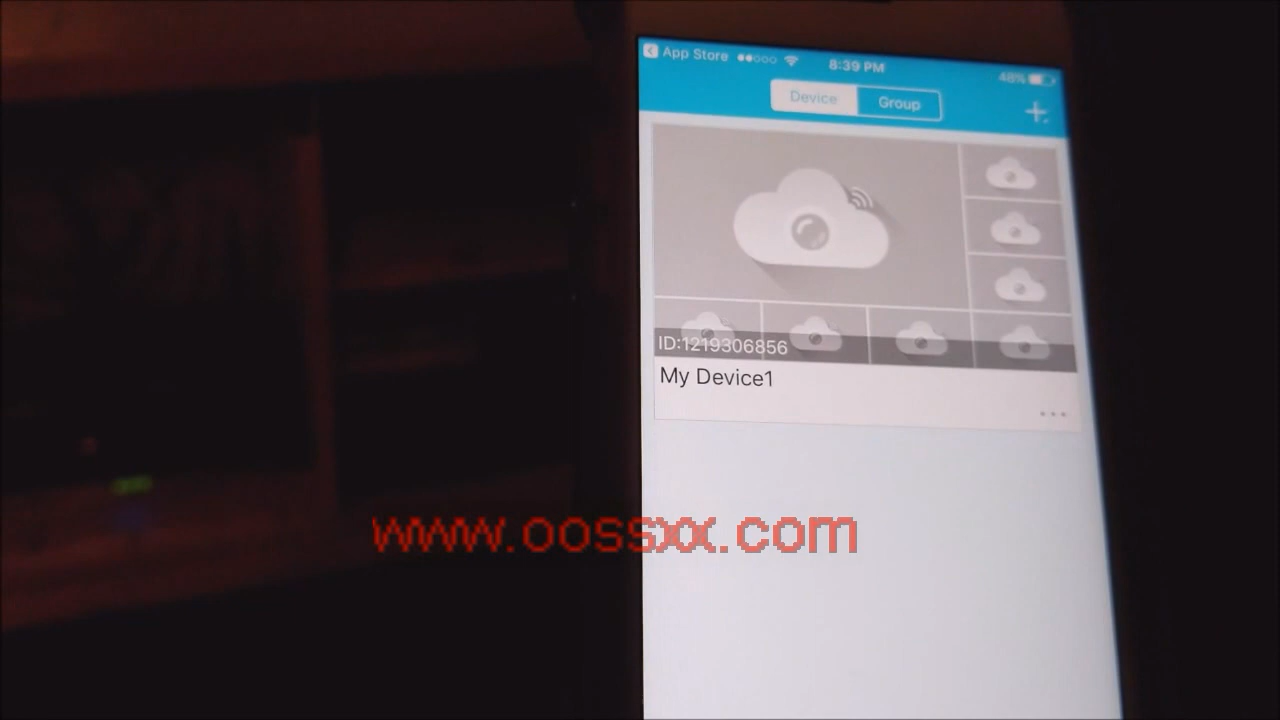 App Store
8:39 PM
48%
Device
Group
ID:1219306856
My Device1
www.oossxx.com